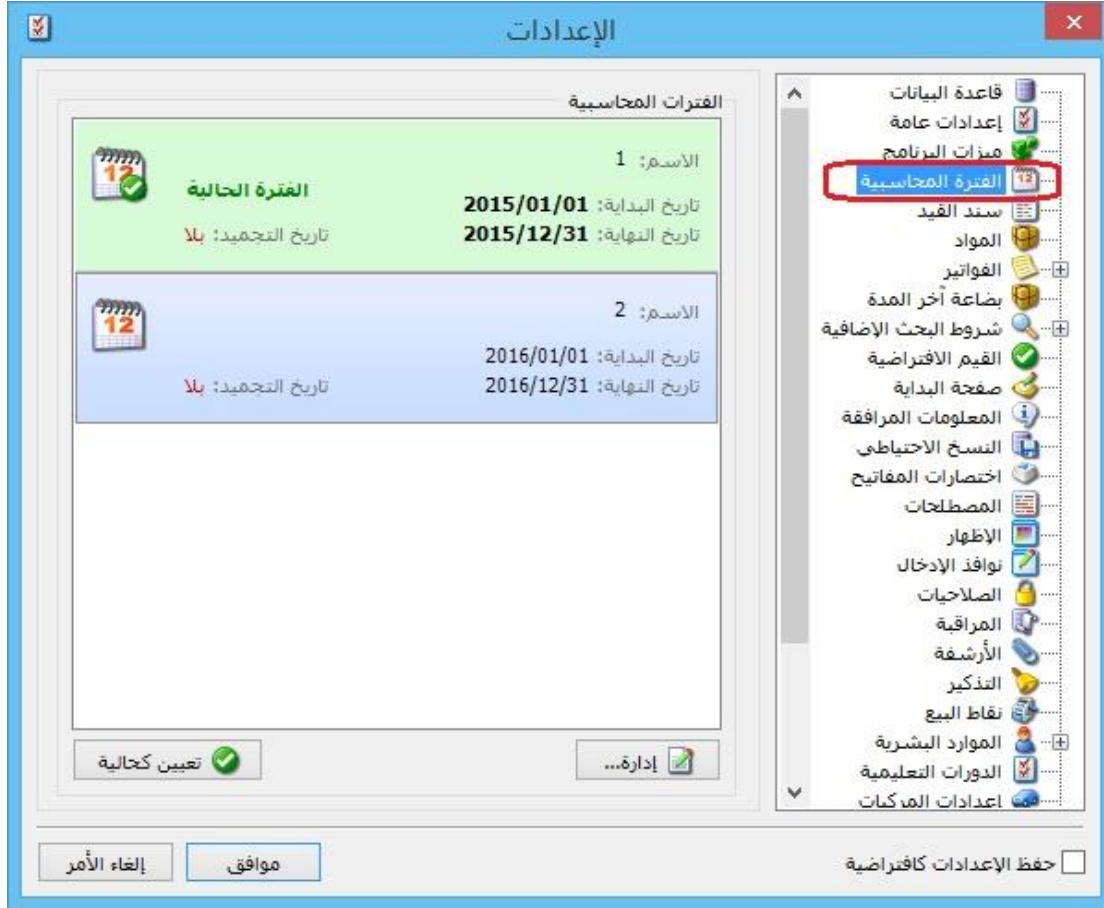 الإعدادات
قاعدة البيانات
إعدادات عامة
ميزات البرنامج
الفترة المحاسبية
سند القيد
المواد
الفواتير
بضاعة آخر المدة
شروط البحث الإضافية
القيم الافتراضية
صفحة البداية
المعلومات المرافقة
النسخ الاحتياطي
اختصارات المفاتيح
المصطلحات
الإظهار
نوافذ الإدخال
الصلاحيات
المراقبة
الأرشفة
التذكير
نقاط البيع
الموارد البشرية
الدورات التعليمية
إعدادات المركبات
الفترات المحاسبية
الاسم: 1
الفترة الحالية
تاريخ البداية: 2015/01/01
تاريخ النهاية: 2015/12/31 تاريخ التجميد: بلا
12
الاسم: 2
تاريخ البداية: 2016/01/01
تاريخ النهاية: 2016/12/31 تاريخ التجميد: بلا
12
إدارة... تعيين كحالية
حفظ الإعدادات كافتراضية موافق إلغاء الأمر